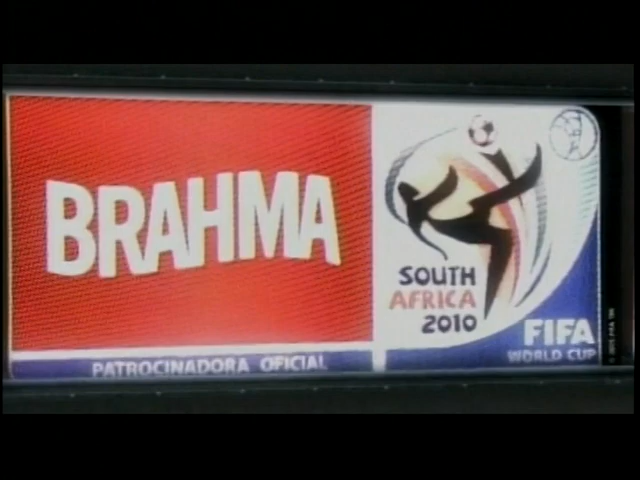 BRAHMA
PATROCINADORA OFICIAL
SOUTH
AFRICA
2010
FIFA
WORLD CUP